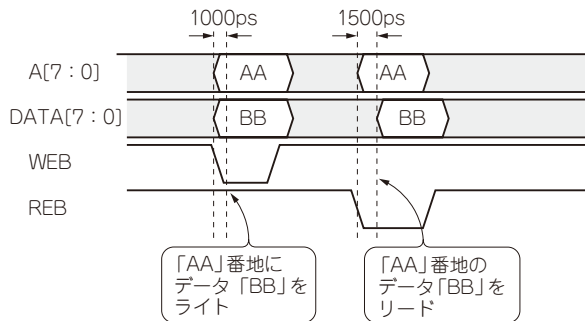 1000ps
1500ps
A[7：0]
AA
AA
DATA[7：0]
BB
BB
WEB
REB
「AA」番地に
データ「BB」を
ライト
「AA」番地の
データ「BB」を
リード